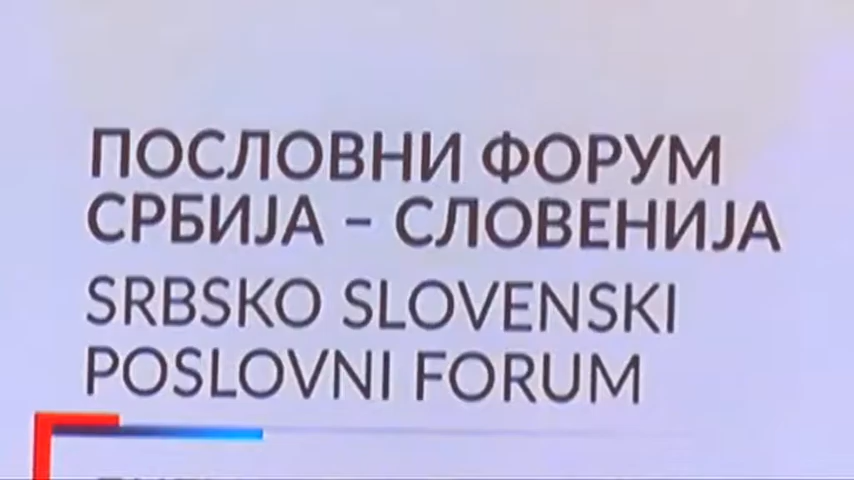 ПОСЛОВНИ ФОРУМ
СРБИЈА - СЛОВЕНИЈА
SRBSKO SLOVENSKI
POSLOVNI FORUM